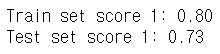 Train set score 1: 0.80
Test set score 1: 0.73